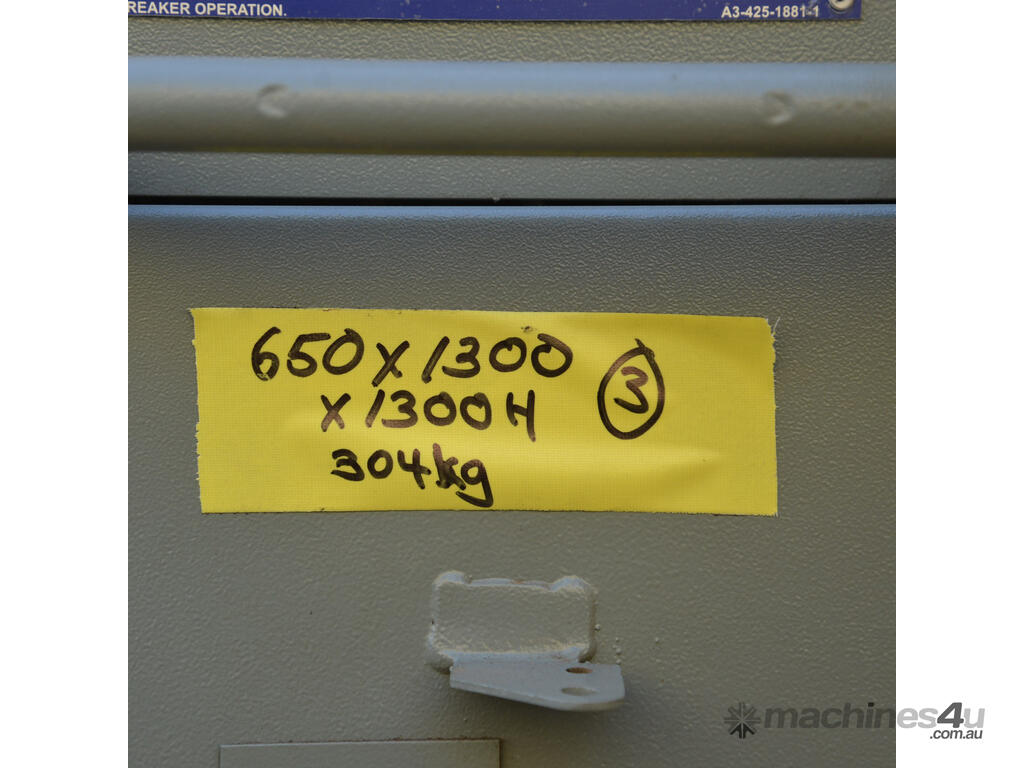 REAKER OPERATION.
A3-425-1881-1
650 X 1300
X 1300 H
304kg
3
machines4u
.com.au